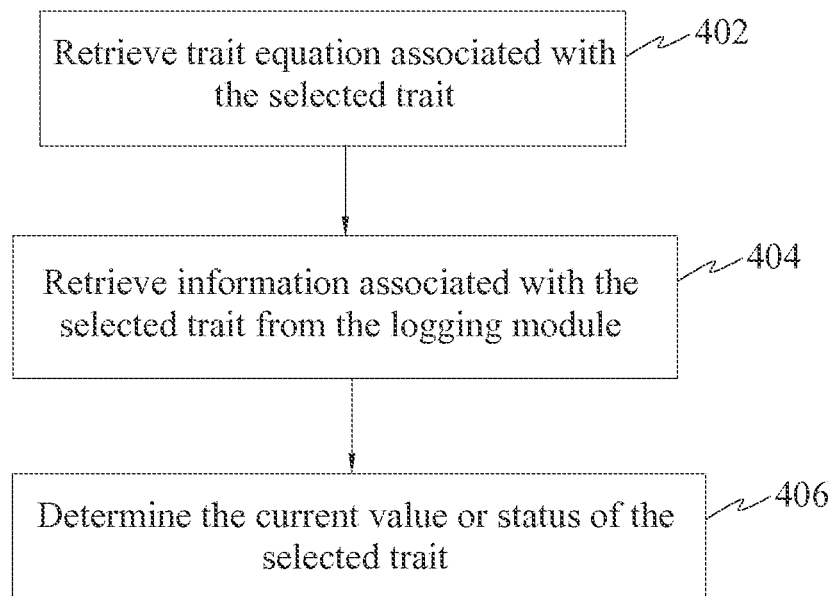 402
Retrieve trait equation associated with
the selected trait
404
Retrieve information associated with the
selected trait from the logging module
406
Determine the current value or status of the
selected trait